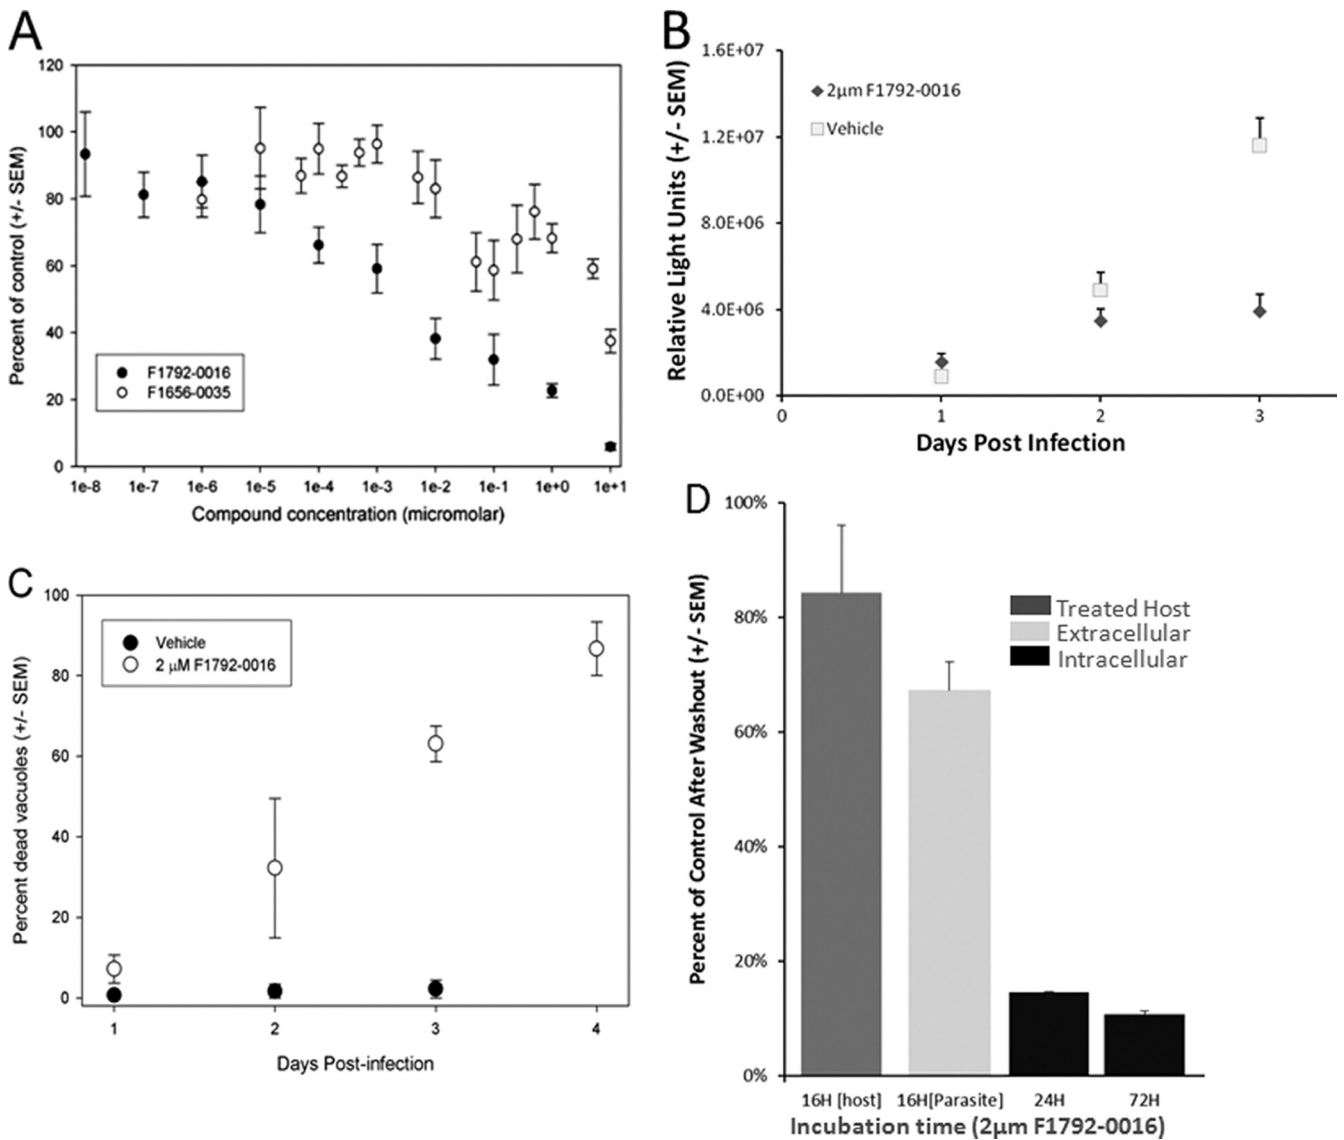 A
120
100
80
60
40
20
0
Percent of control (+/- SEM)
F1792-0016
F1656-0035
1e-8 1e-7 1e-6 1e-5 1e-4 1e-3 1e-2 1e-1 1e+0 1e+1
Compound concentration (micromolar)
B
1.6E+07
1.2E+07
8.0E+06
4.0E+06
0.0E+00
Relative Light Units (+/- SEM)
2µm F1792-0016
Vehicle
0 1 2 3
Days Post Infection
C
100
80
60
40
20
0
Percent dead vacuoles (+/- SEM)
Vehicle
2 µM F1792-0016
1 2 3 4
Days Post-infection
D
100%
80%
60%
40%
20%
0%
Percent of Control After Washout (+/- SEM)
Treated Host
Extracellular
Intracellular
16H [host] 16H[Parasite] 24H 72H
Incubation time (2µm F1792-0016)